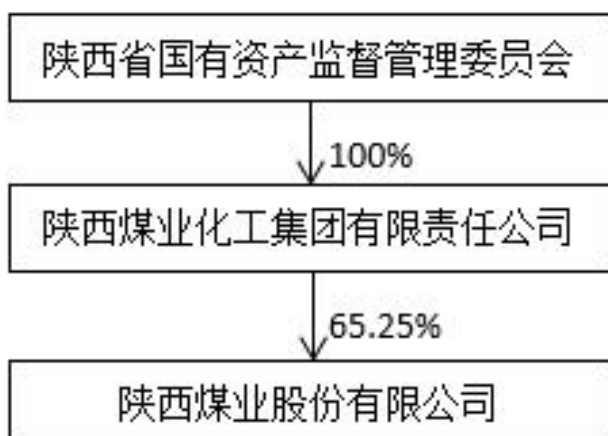 陕西省国有资产监督管理委员会
100%
陕西煤业化工集团有限责任公司
65.25%
陕西煤业股份有限公司